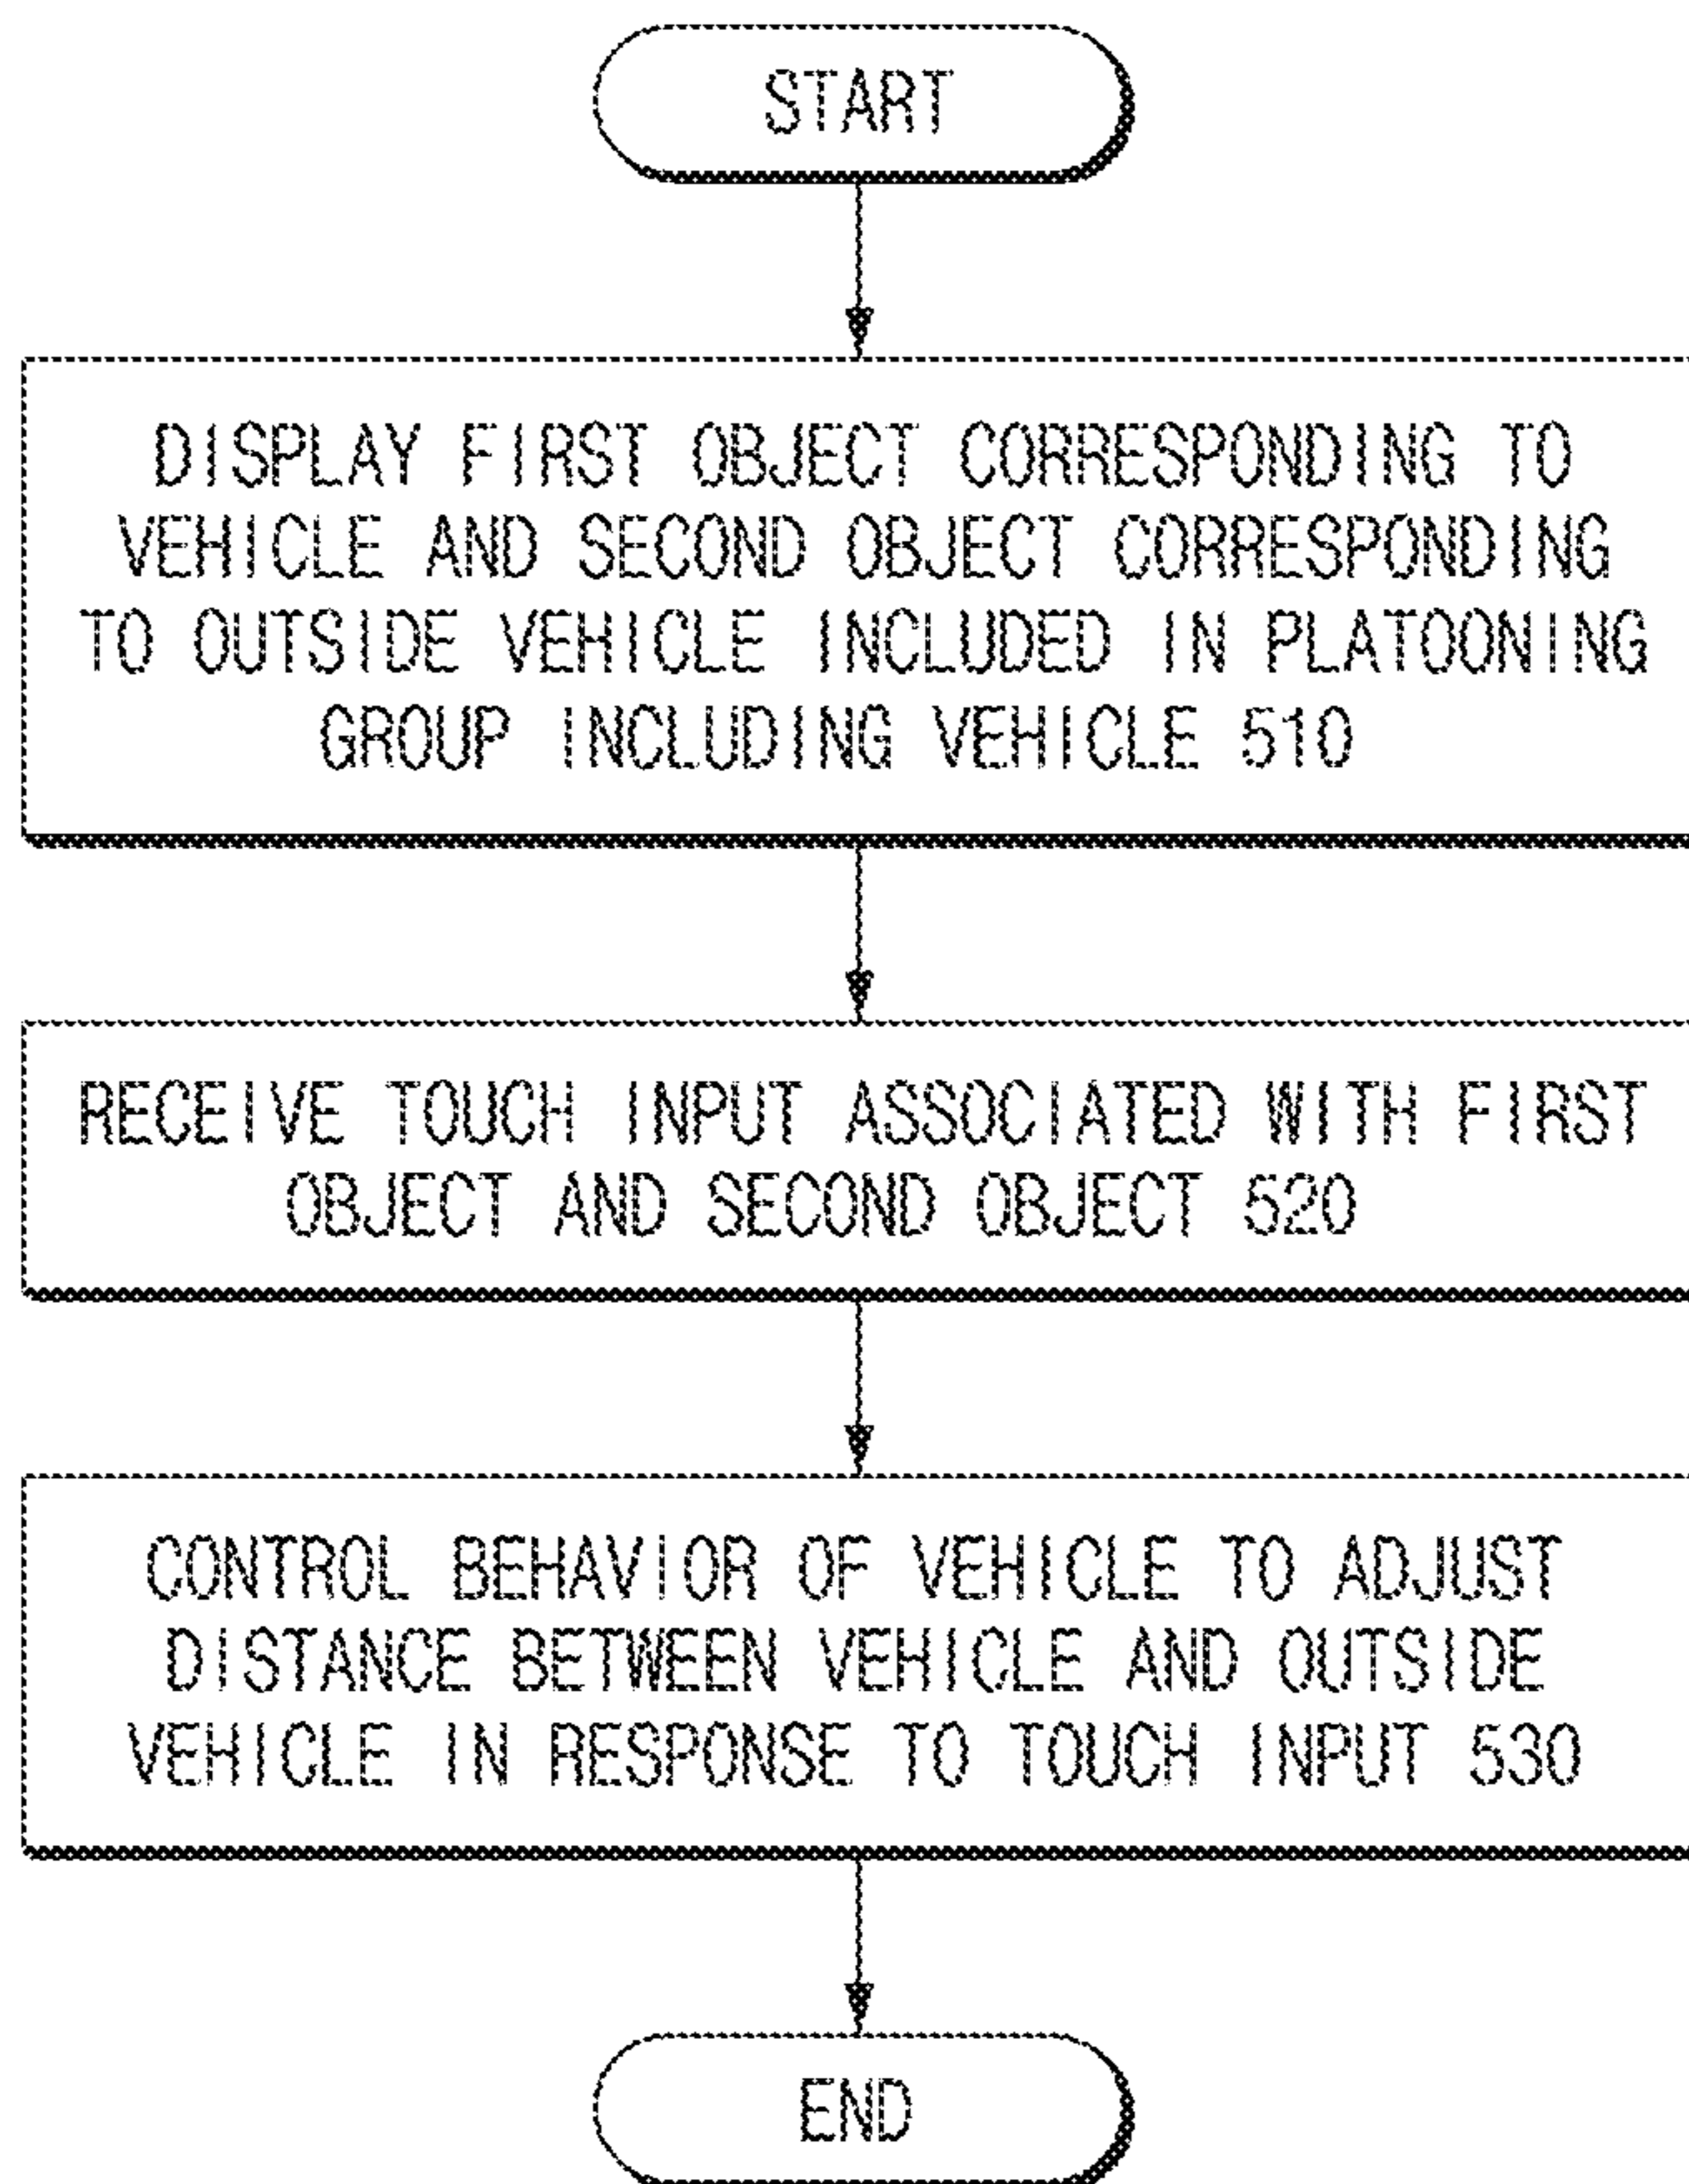 START
DISPLAY FIRST OBJECT CORRESPONDING TO
VEHICLE AND SECOND OBJECT CORRESPONDING
TO OUTSIDE VEHICLE INCLUDED IN PLATOONING
GROUP INCLUDING VEHICLE 510
RECEIVE TOUCH INPUT ASSOCIATED WITH FIRST
OBJECT AND SECOND OBJECT 520
CONTROL BEHAVIOR OF VEHICLE TO ADJUST
DISTANCE BETWEEN VEHICLE AND OUTSIDE
VEHICLE IN RESPONSE TO TOUCH INPUT 530
END